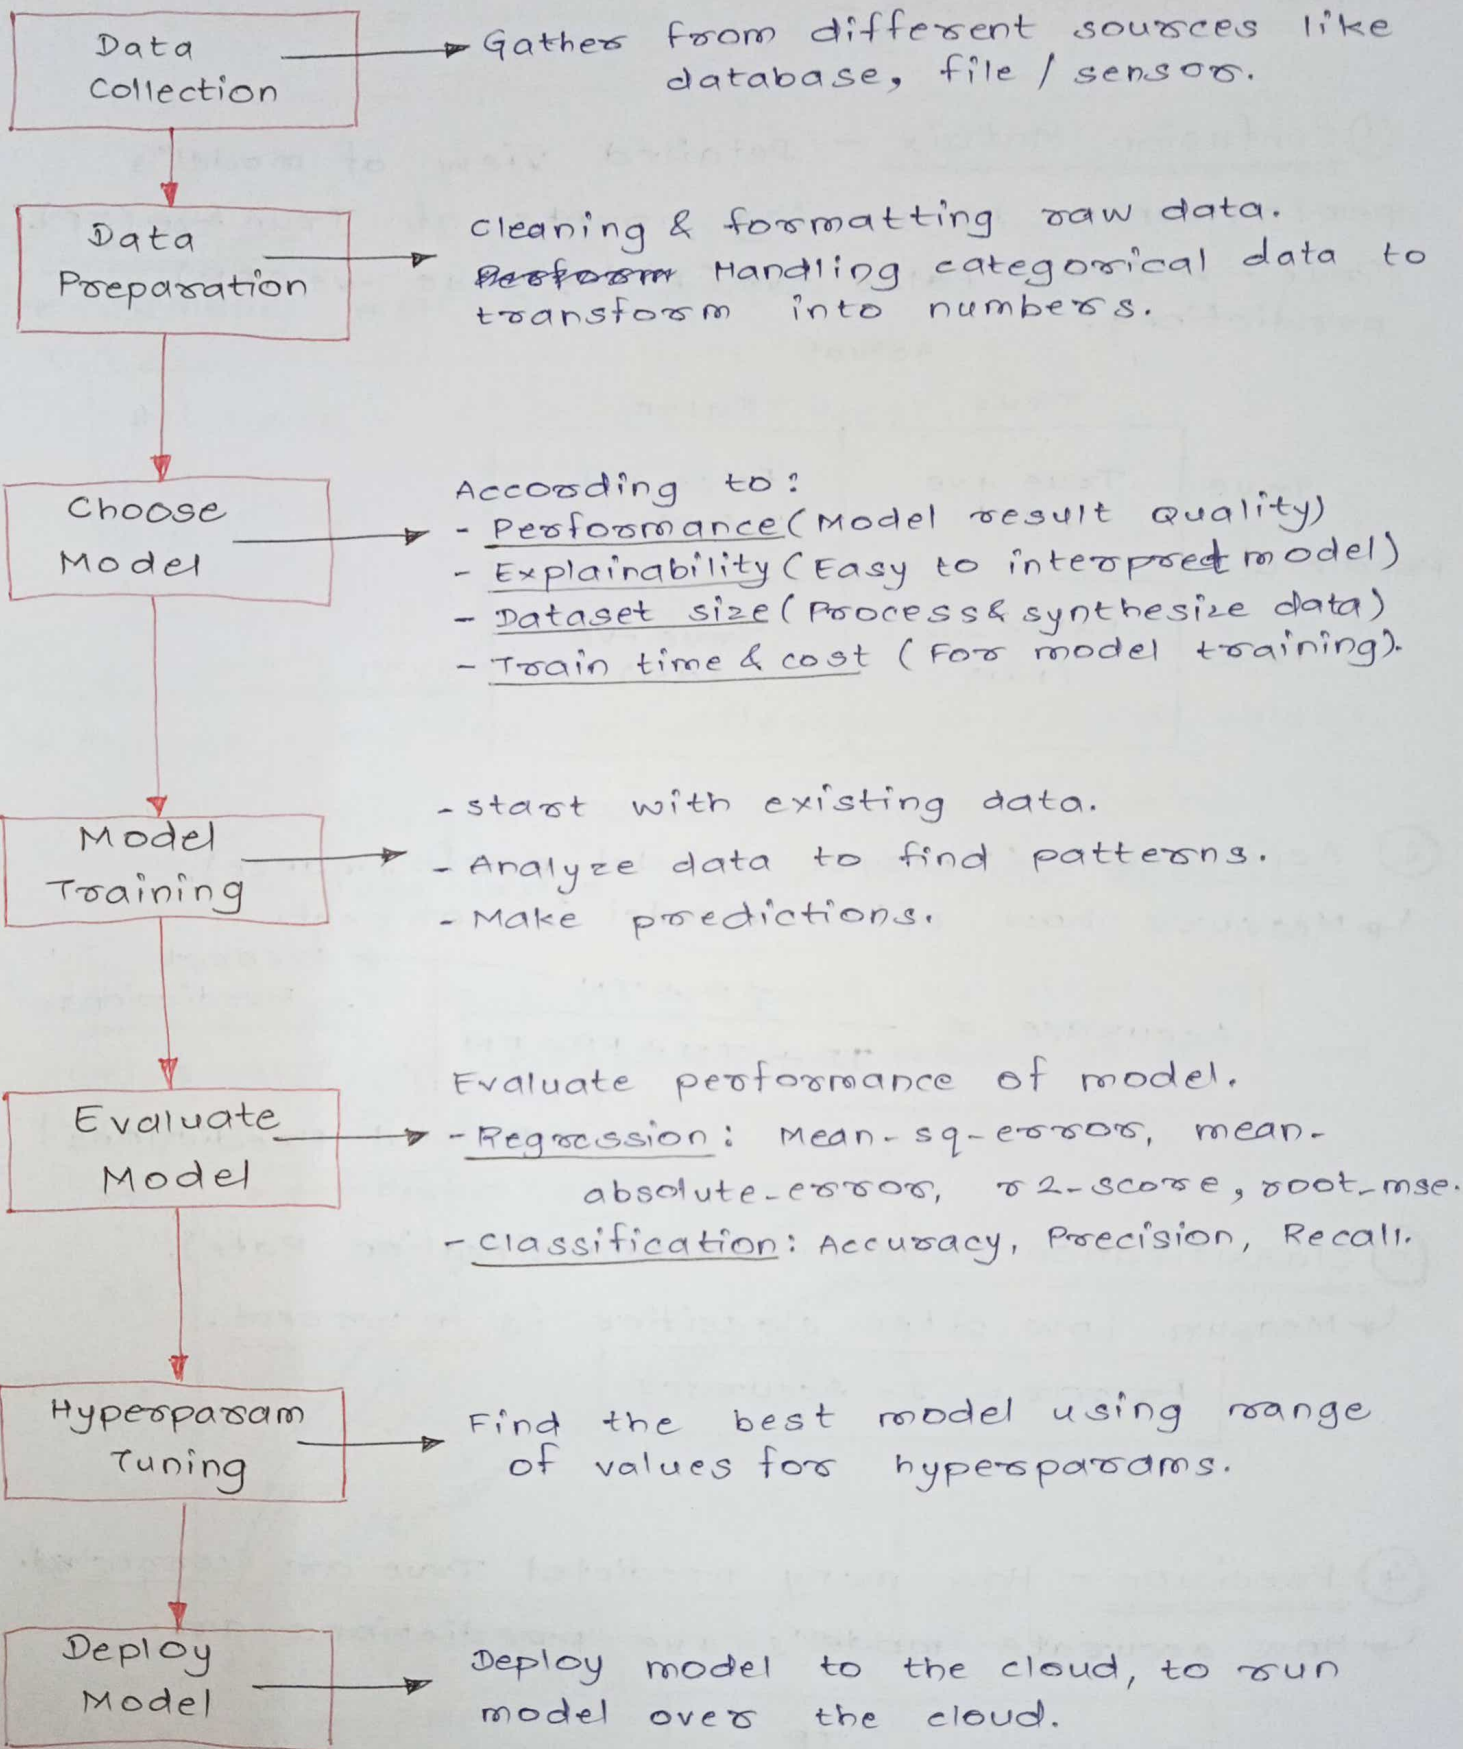 Data
Collection
Gather from different sources like
database, file / sensor.
Data
Preparation
Cleaning & formatting raw data.
Perform Handling categorical data to
transform into numbers.
Choose
Model
According to:
- Performance (Model result Quality)
- Explainability (Easy to interpret model)
- Dataset size (Process & synthesize data)
- Train time & cost (For model training).
Model
Training
- start with existing data.
- Analyze data to find patterns.
- Make predictions.
Evaluate
Model
Evaluate performance of model.
- Regression: Mean-sq-error, mean-
absolute-error, r2-score, root-mse.
- Classification: Accuracy, Precision, Recall.
Hyperparam
Tuning
Find the best model using range
of values for hyperparams.
Deploy
Model
Deploy model to the cloud, to run
model over the cloud.